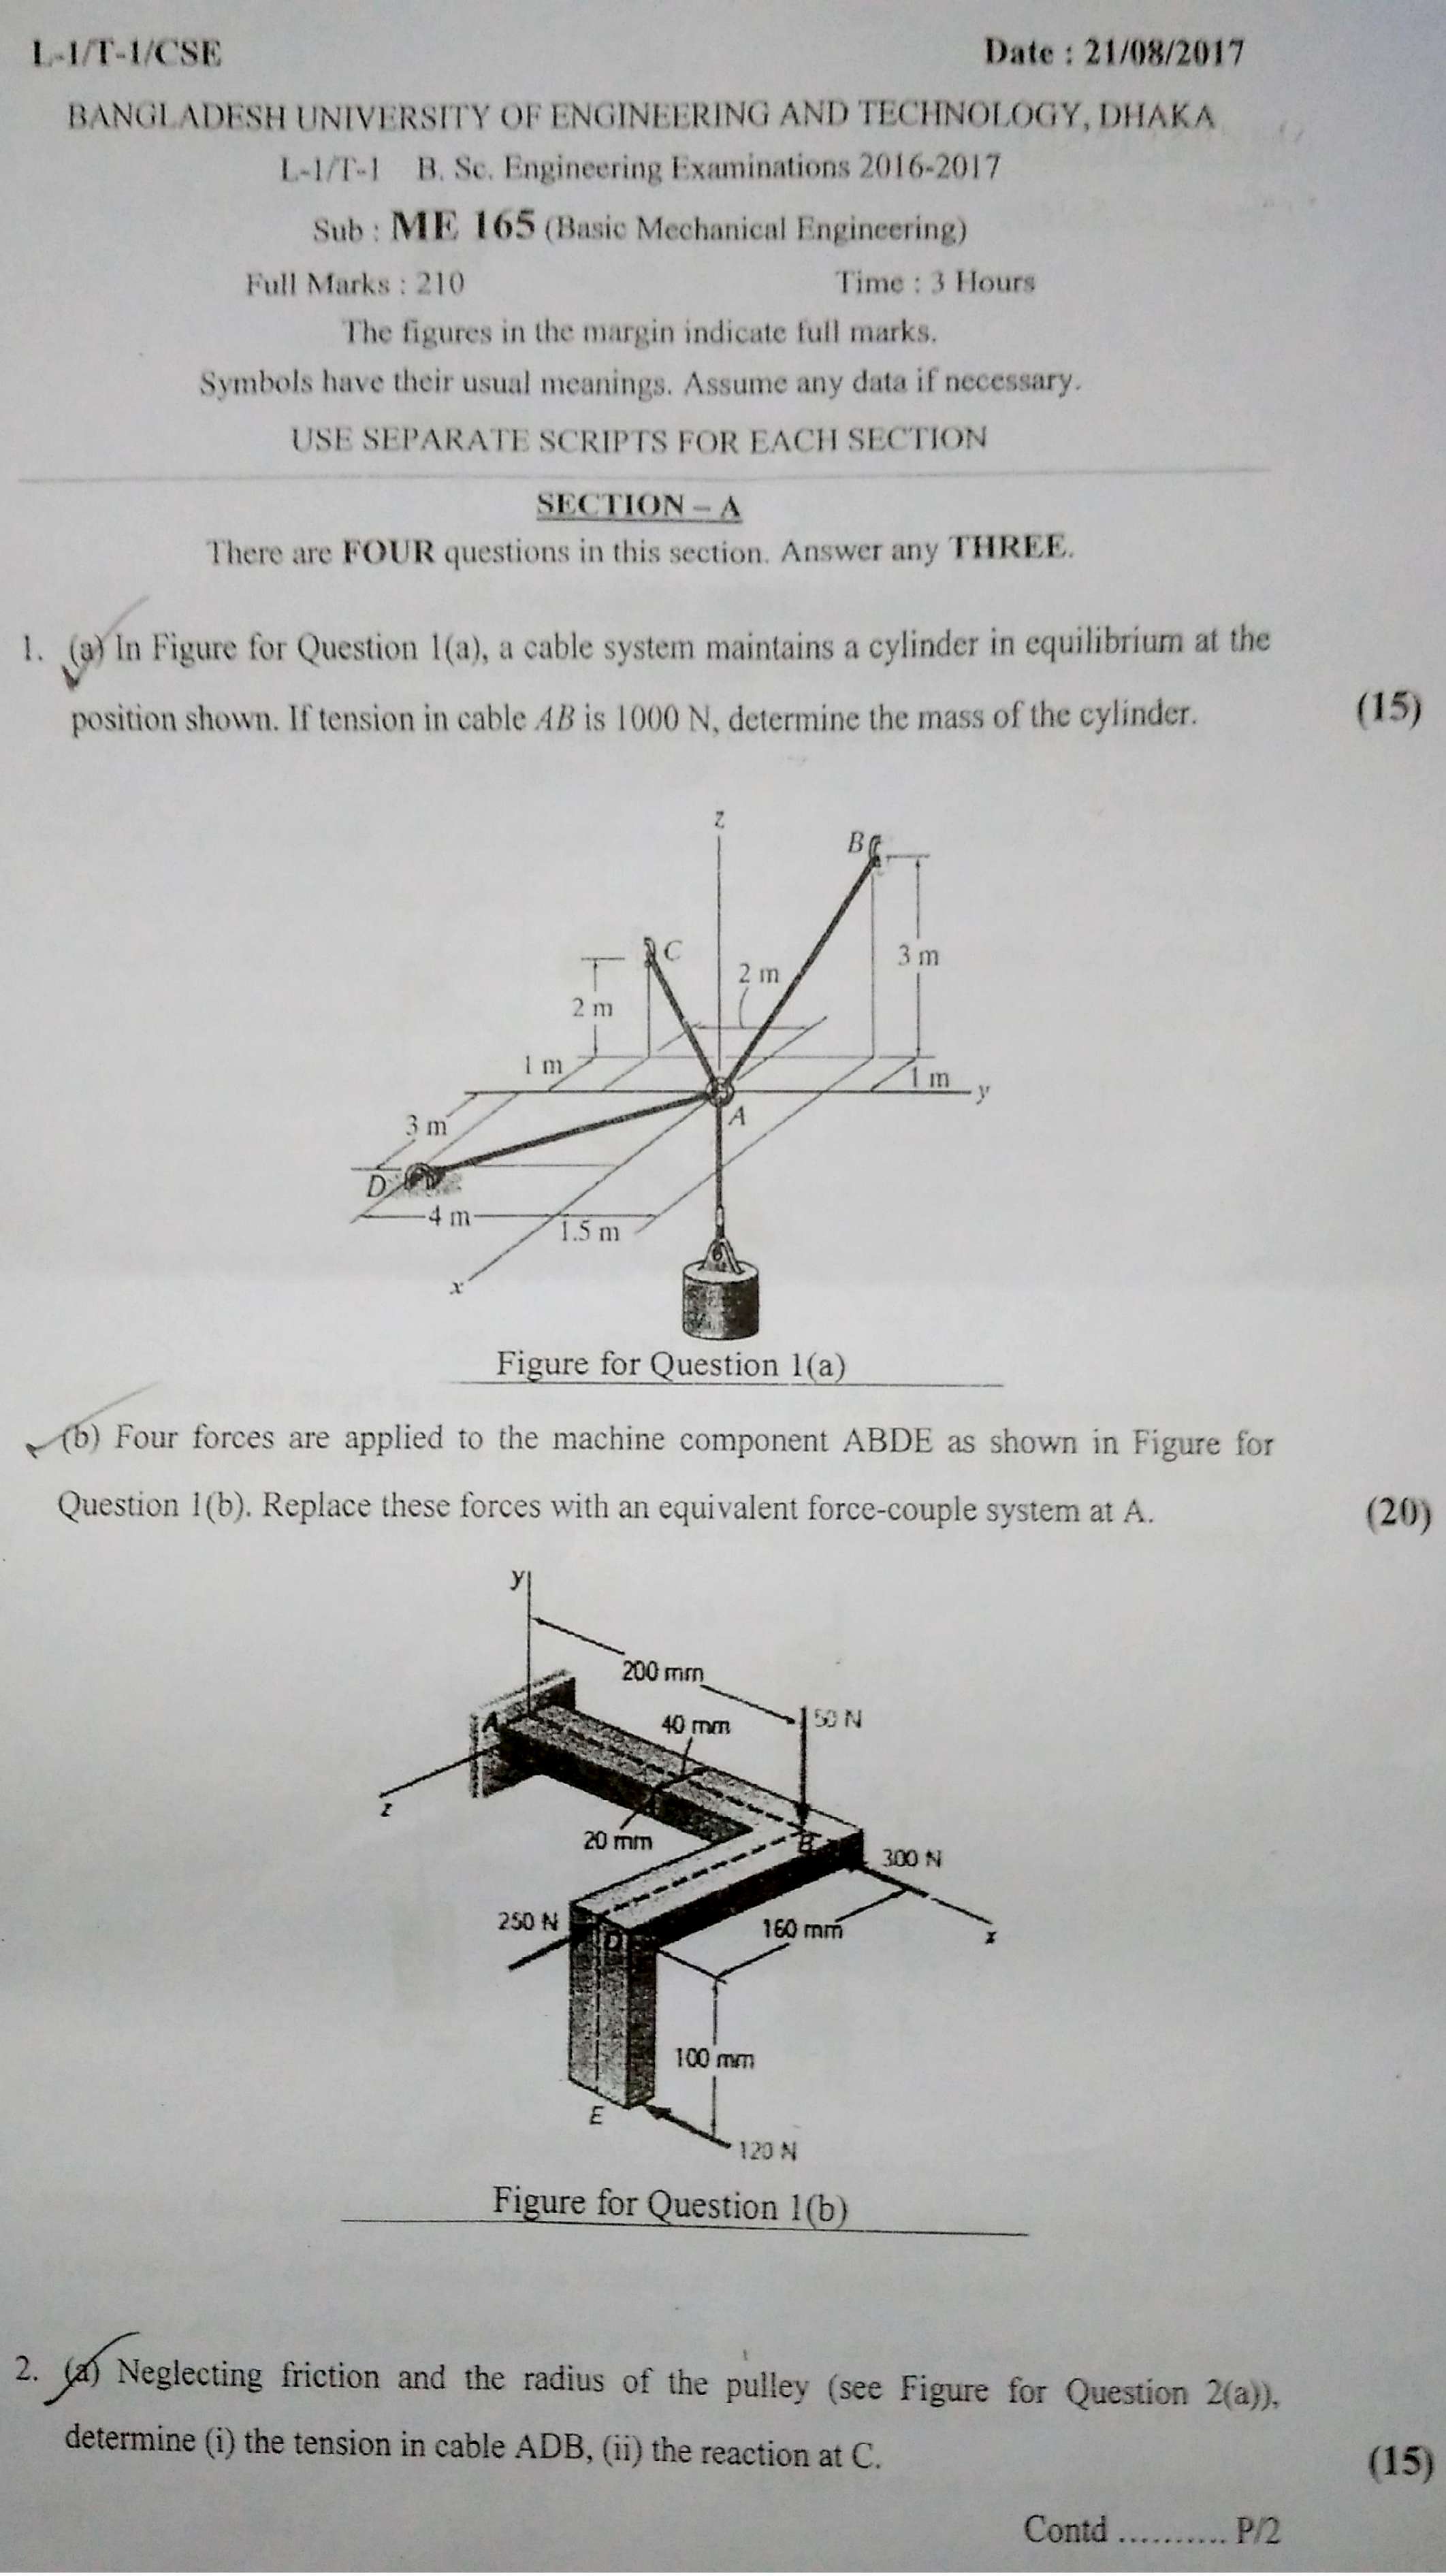 L-1/T-1/CSE Date : 21/08/2017
BANGLADESH UNIVERSITY OF ENGINEERING AND TECHNOLOGY, DHAKA
L-1/T-1 B. Sc. Engineering Examinations 2016-2017
Sub : ME 165 (Basic Mechanical Engineering)
Full Marks : 210 Time : 3 Hours
The figures in the margin indicate full marks.
Symbols have their usual meanings. Assume any data if necessary.
USE SEPARATE SCRIPTS FOR EACH SECTION
SECTION – A
There are FOUR questions in this section. Answer any THREE.
1. (a) In Figure for Question 1(a), a cable system maintains a cylinder in equilibrium at the
position shown. If tension in cable AB is 1000 N, determine the mass of the cylinder. (15)
z
B
C
3 m
2 m
2 m
1 m
1 m
y
3 m
A
D
4 m
1.5 m
x
Figure for Question 1(a)
(b) Four forces are applied to the machine component ABDE as shown in Figure for
Question 1(b). Replace these forces with an equivalent force-couple system at A. (20)
y
200 mm
A
40 mm
50 N
z
20 mm
B
300 N
250 N
D
160 mm
x
100 mm
E
120 N
Figure for Question 1(b)
2. (a) Neglecting friction and the radius of the pulley (see Figure for Question 2(a)),
determine (i) the tension in cable ADB, (ii) the reaction at C. (15)
Contd .......... P/2